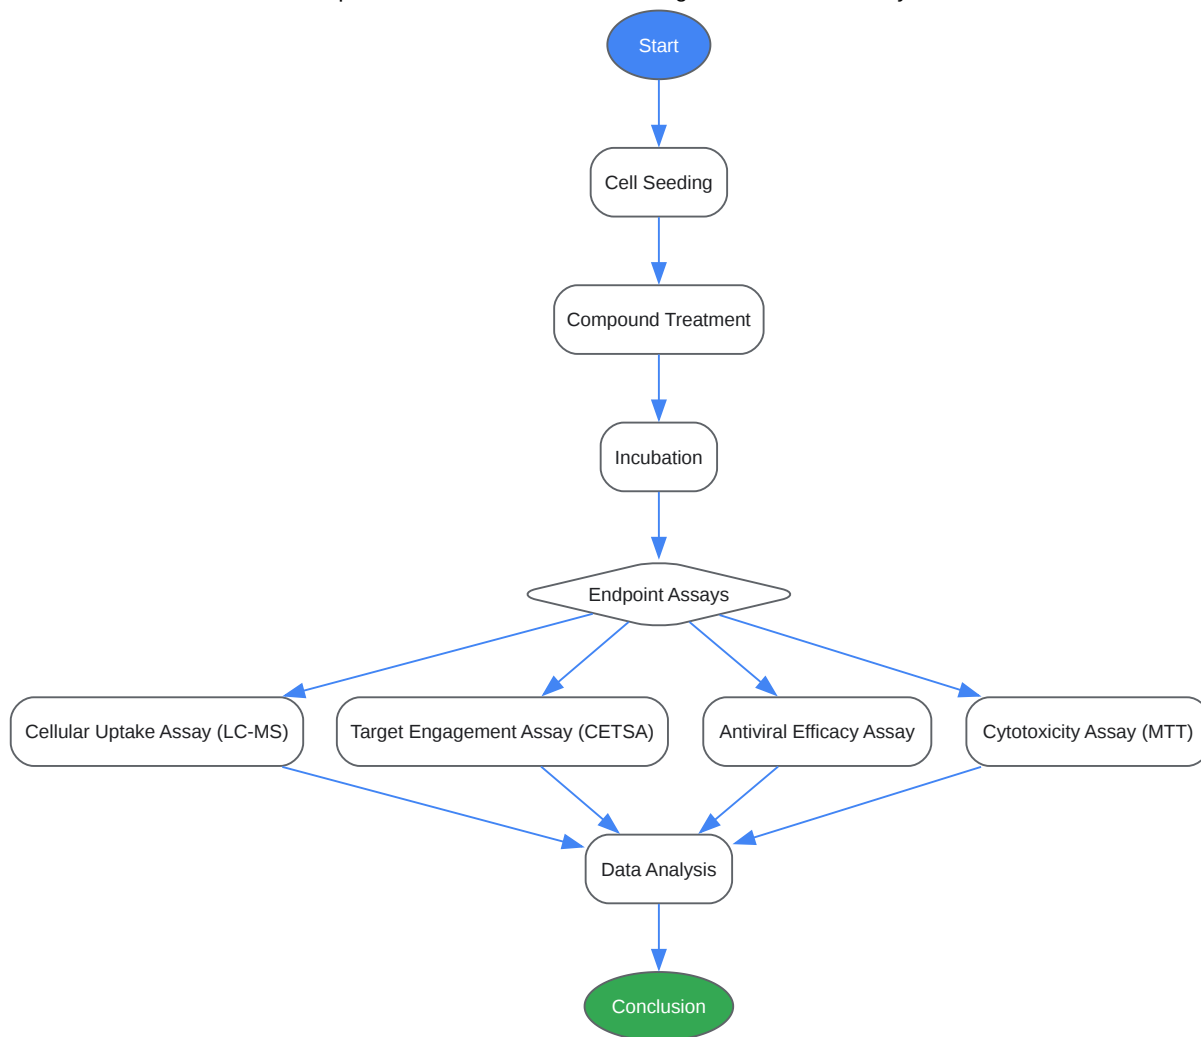 Start
Cell Seeding
Compound Treatment
Incubation
Endpoint Assays
Cellular Uptake Assay (LC-MS)
Target Engagement Assay (CETSA)
Antiviral Efficacy Assay
Cytotoxicity Assay (MTT)
Data Analysis
Conclusion